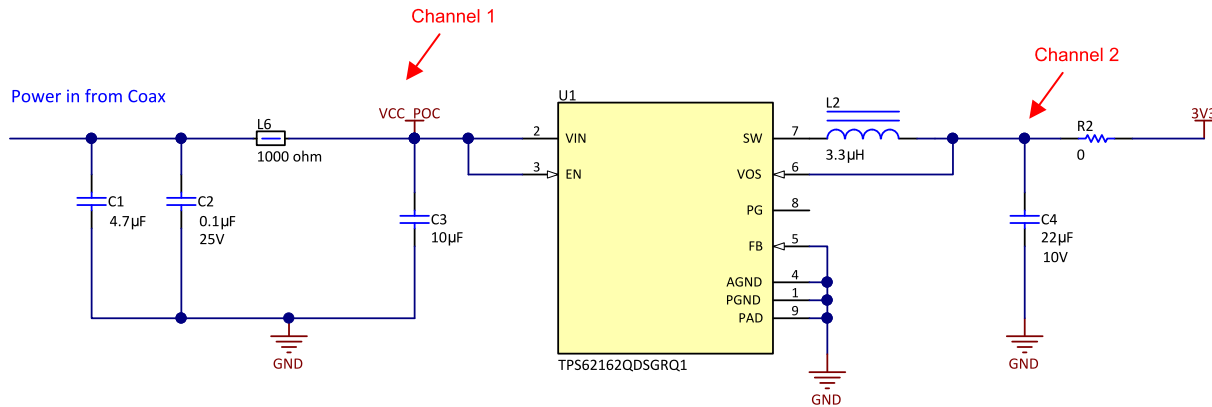 Channel 1
Channel 2
Power in from Coax
VCC_POC
U1
L6
1000 ohm
2 VIN
3 EN
SW 7
VOS 6
PG 8
FB 5
AGND 4
PGND 1
PAD 9
L2
3.3µH
R2
0
3V3
C1
4.7µF
C2
0.1µF
25V
C3
10µF
C4
22µF
10V
GND
TPS62162QDSGRQ1
GND
GND